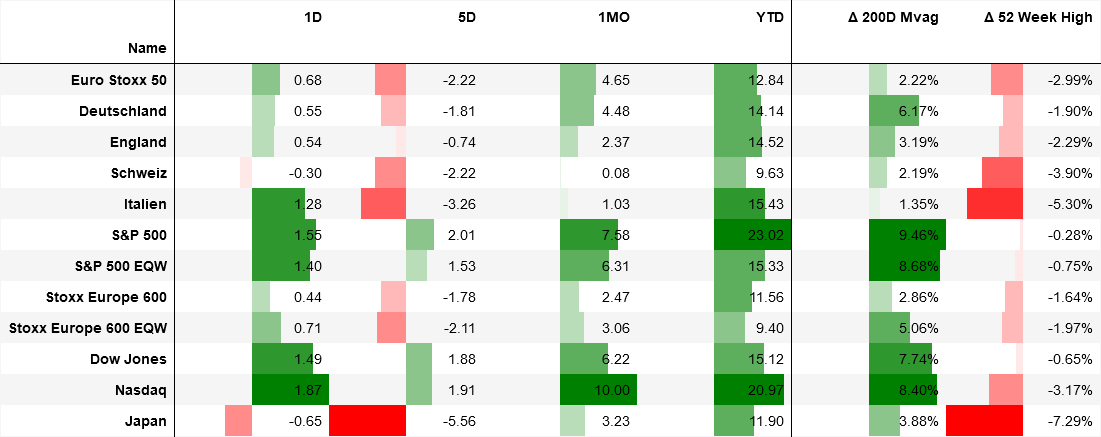 1D 5D 1MO YTD Δ 200D Mvag Δ 52 Week High
Name
Euro Stoxx 50 0.68 -2.22 4.65 12.84 2.22% -2.99%
Deutschland 0.55 -1.81 4.48 14.14 6.17% -1.90%
England 0.54 -0.74 2.37 14.52 3.19% -2.29%
Schweiz -0.30 -2.22 0.08 9.63 2.19% -3.90%
Italien 1.28 -3.26 1.03 15.43 1.35% -5.30%
S&P 500 1.55 2.01 7.58 23.02 9.46% -0.28%
S&P 500 EQW 1.40 1.53 6.31 15.33 8.68% -0.75%
Stoxx Europe 600 0.44 -1.78 2.47 11.56 2.86% -1.64%
Stoxx Europe 600 EQW 0.71 -2.11 3.06 9.40 5.06% -1.97%
Dow Jones 1.49 1.88 6.22 15.12 7.74% -0.65%
Nasdaq 1.87 1.91 10.00 20.97 8.40% -3.17%
Japan -0.65 -5.56 3.23 11.90 3.88% -7.29%